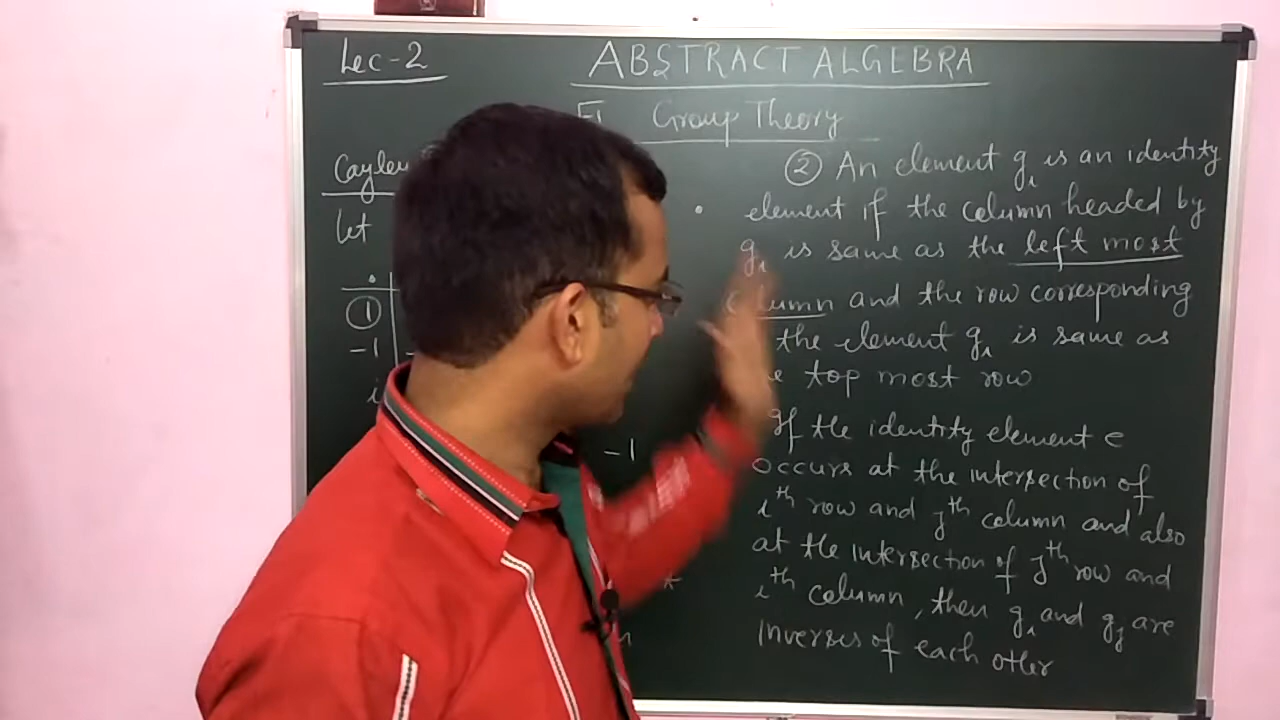 Lec-2
ABSTRACT ALGEBRA
Group Theory
Cayley
Let
② An element gi is an identity
element if the column headed by
gi is same as the left most
and the row corresponding
the element gi is same as
top most row
If the identity element e
occurs at the intersection of
ith row and jth column and also
at the intersection of jth row and
ith column, then gi and gj are
inverses of each other
①
-1
i
-1
*